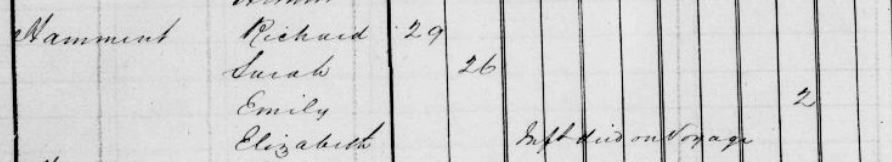 Hamment Richard 29
Sarah 26
Emily 2
Elizabeth Inft died on Voyage